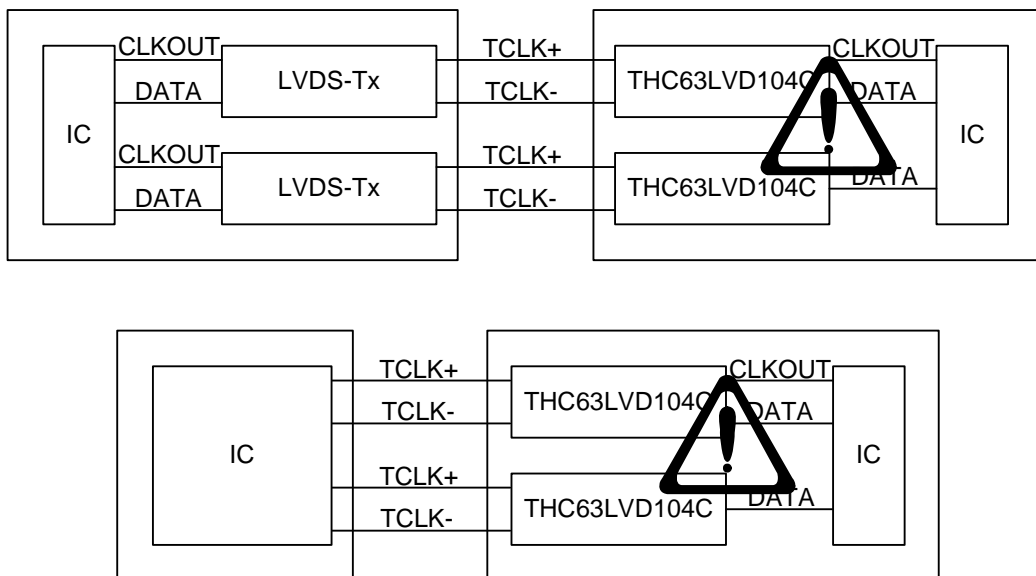 CLKOUT TCLK+ CLKOUT
LVDS-Tx THC63LVD104C
DATA TCLK- DATA
IC IC
CLKOUT TCLK+
LVDS-Tx THC63LVD104C DATA
DATA TCLK-
TCLK+ CLKOUT
THC63LVD104C
TCLK- DATA
IC IC
TCLK+
THC63LVD104C DATA
TCLK-